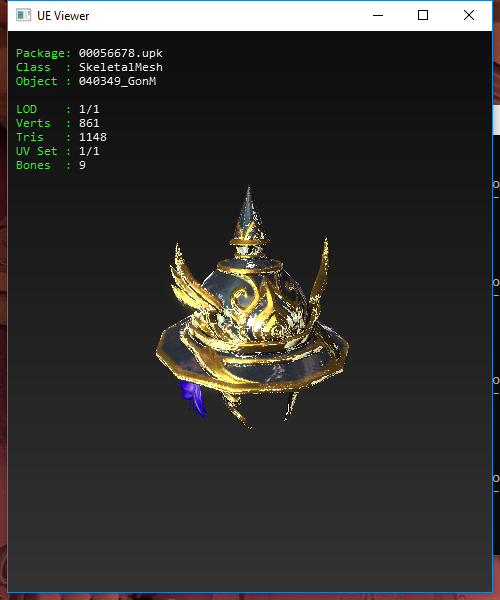 UE Viewer
Package: 00056678.upk
Class  : SkeletalMesh
Object : 040349_GonM
LOD    : 1/1
Verts  : 861
Tris   : 1148
UV Set : 1/1
Bones  : 9